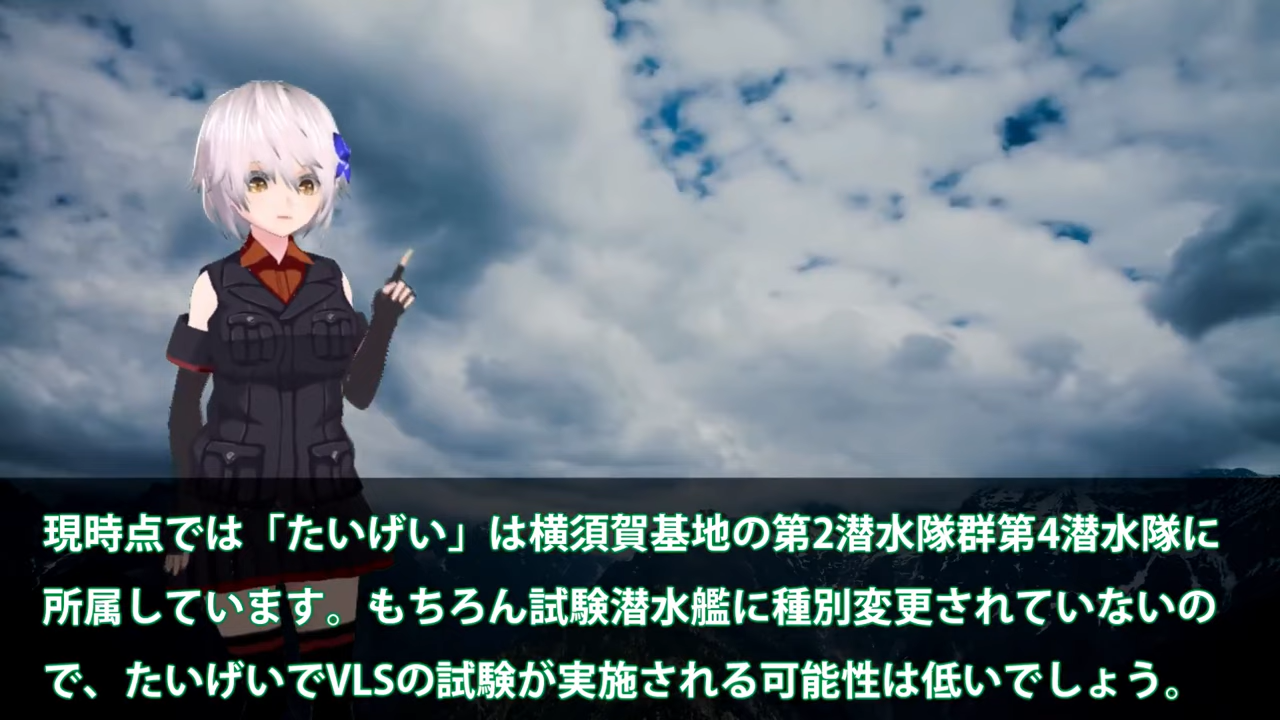 現時点では「たいげい」は横須賀基地の第2潜水隊群第4潜水隊に
所属しています。もちろん試験潜水艦に種別変更されていないの
で、たいげいでVLSの試験が実施される可能性は低いでしょう。